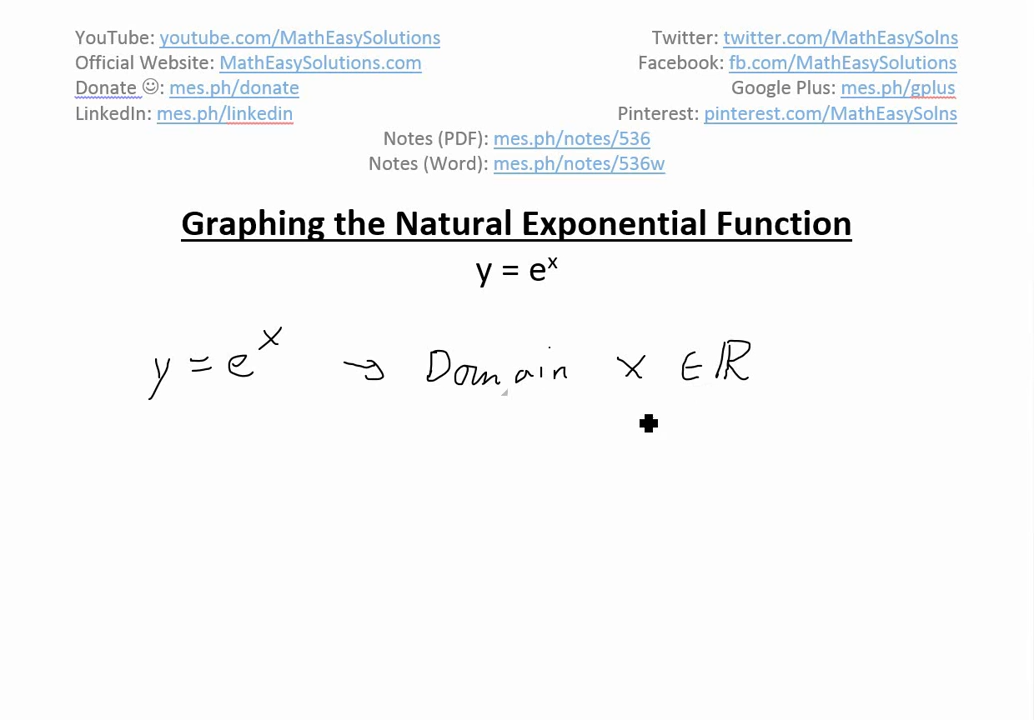 YouTube: youtube.com/MathEasySolutions Twitter: twitter.com/MathEasySolns
Official Website: MathEasySolutions.com Facebook: fb.com/MathEasySolutions
Donate ☺: mes.ph/donate Google Plus: mes.ph/gplus
LinkedIn: mes.ph/linkedin Pinterest: pinterest.com/MathEasySolns
Notes (PDF): mes.ph/notes/536
Notes (Word): mes.ph/notes/536w
Graphing the Natural Exponential Function
y = eˣ
y = eˣ → Domain x ∈ ℝ